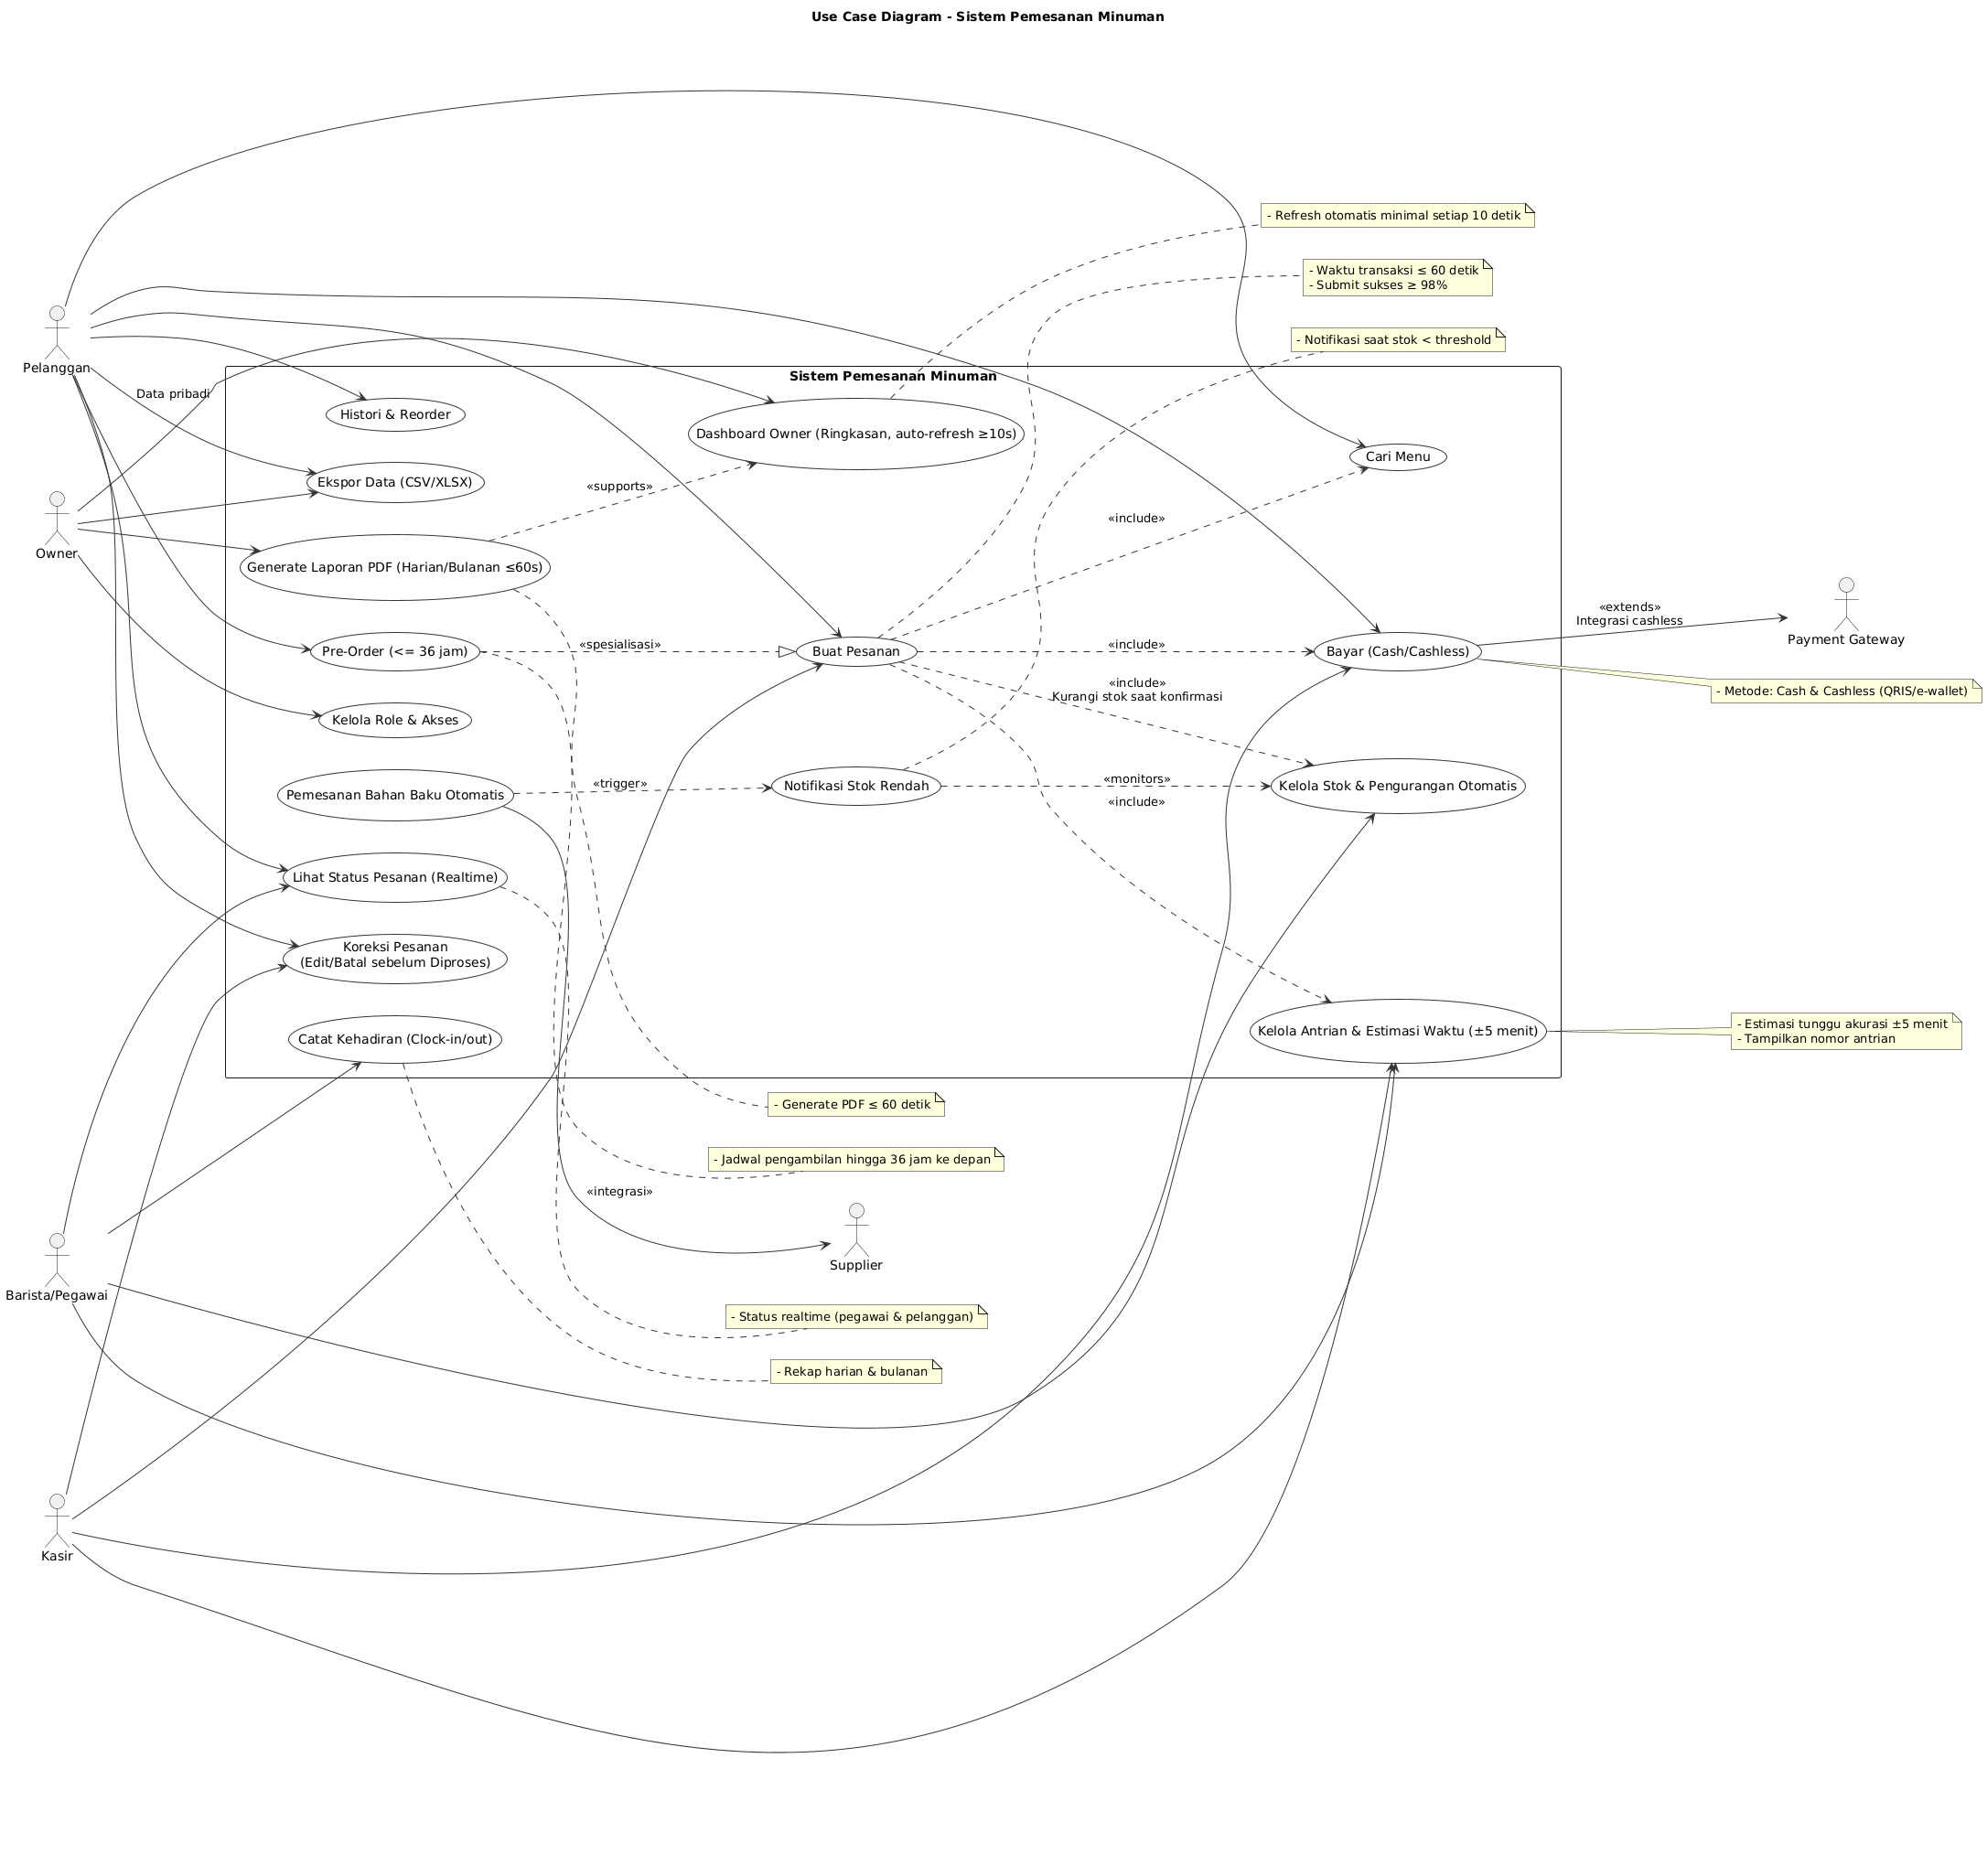 Use Case Diagram - Sistem Pemesanan Minuman
- Refresh otomatis minimal setiap 10 detik
- Waktu transaksi ≤ 60 detik
- Submit sukses ≥ 98%
- Notifikasi saat stok < threshold
Pelanggan
Data pribadi
Sistem Pemesanan Minuman
Histori & Reorder
Dashboard Owner (Ringkasan, auto-refresh ≥10s)
Cari Menu
Ekspor Data (CSV/XLSX)
«supports»
«include»
Owner
Generate Laporan PDF (Harian/Bulanan ≤60s)
«extends»
Integrasi cashless
Payment Gateway
Pre-Order (<= 36 jam)
«spesialisasi»
Buat Pesanan
«include»
Bayar (Cash/Cashless)
«include»
Kurangi stok saat konfirmasi
- Metode: Cash & Cashless (QRIS/e-wallet)
Kelola Role & Akses
Pemesanan Bahan Baku Otomatis
«trigger»
Notifikasi Stok Rendah
«monitors»
Kelola Stok & Pengurangan Otomatis
«include»
Lihat Status Pesanan (Realtime)
Koreksi Pesanan
(Edit/Batal sebelum Diproses)
Catat Kehadiran (Clock-in/out)
Kelola Antrian & Estimasi Waktu (±5 menit)
- Estimasi tunggu akurasi ±5 menit
- Tampilkan nomor antrian
- Generate PDF ≤ 60 detik
- Jadwal pengambilan hingga 36 jam ke depan
«integrasi»
Supplier
Barista/Pegawai
- Status realtime (pegawai & pelanggan)
- Rekap harian & bulanan
Kasir